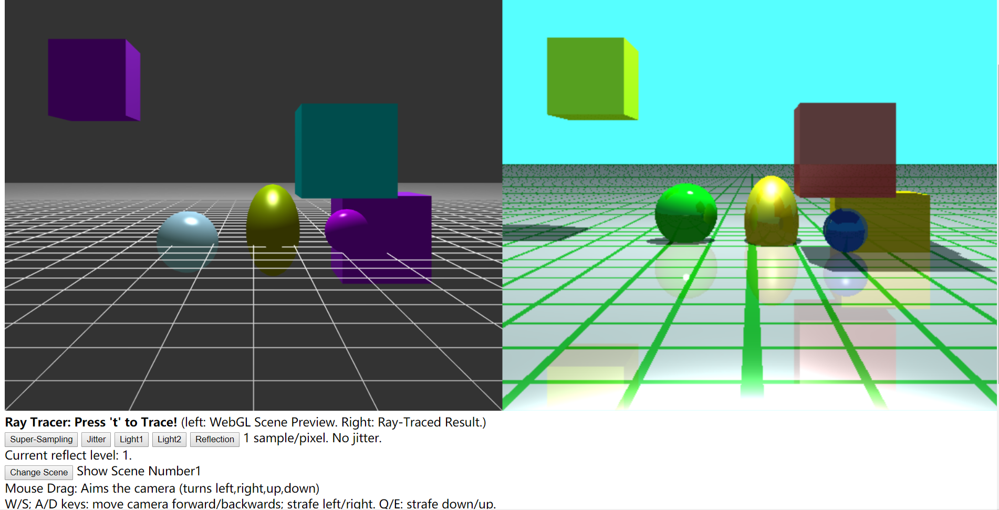 Ray Tracer: Press 't' to Trace! (left: WebGL Scene Preview. Right: Ray-Traced Result.)
Super-Sampling Jitter Light1 Light2 Reflection 1 sample/pixel. No jitter.
Current reflect level: 1.
Change Scene Show Scene Number1
Mouse Drag: Aims the camera (turns left,right,up,down)
W/S; A/D keys: move camera forward/backwards; strafe left/right. Q/E: strafe down/up.